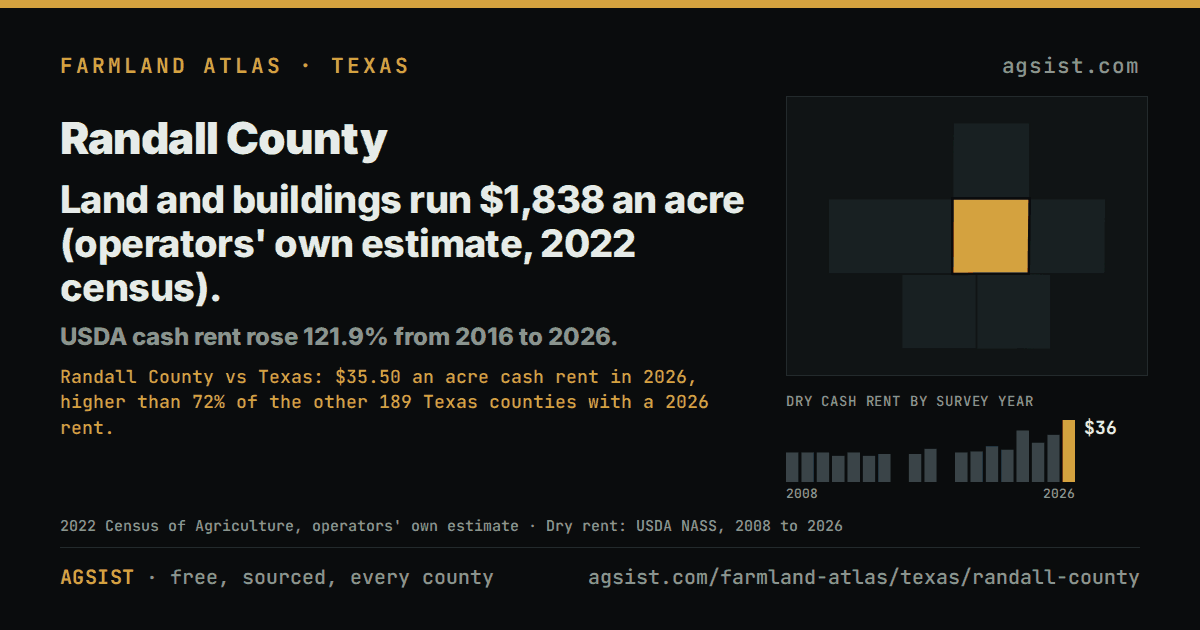 FARMLAND ATLAS · TEXAS
agsist.com
Randall County
Land and buildings run $1,838 an acre
(operators' own estimate, 2022
census).
USDA cash rent rose 121.9% from 2016 to 2026.
Randall County vs Texas: $35.50 an acre cash rent in 2026,
higher than 72% of the other 189 Texas counties with a 2026
rent.
DRY CASH RENT BY SURVEY YEAR
$36
2008
2026
2022 Census of Agriculture, operators' own estimate · Dry rent: USDA NASS, 2008 to 2026
AGSIST · free, sourced, every county
agsist.com/farmland-atlas/texas/randall-county